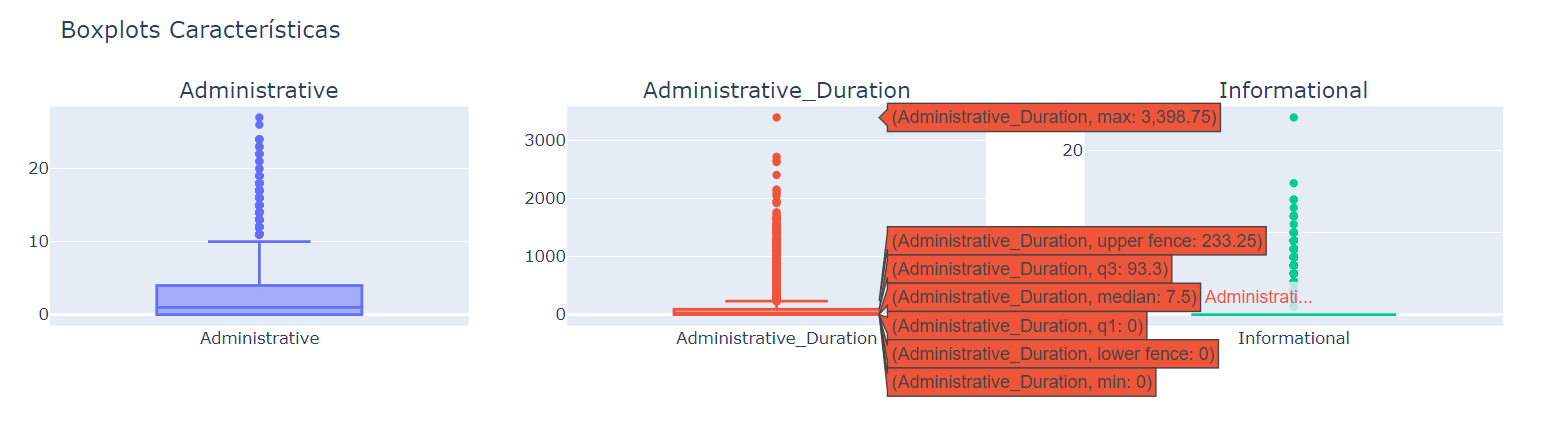 Boxplots Características
Administrative
20
10
0
Administrative
Administrative_Duration
3000
2000
1000
0
Administrative_Duration
(Administrative_Duration, max: 3,398.75)
(Administrative_Duration, upper fence: 233.25)
(Administrative_Duration, q3: 93.3)
(Administrative_Duration, median: 7.5) Administrati...
(Administrative_Duration, q1: 0)
(Administrative_Duration, lower fence: 0)
(Administrative_Duration, min: 0)
Informational
20
Informational